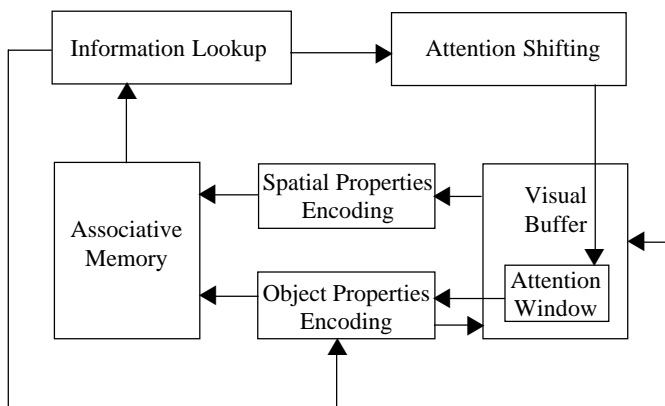 Information Lookup
Attention Shifting
Spatial Properties
Encoding
Visual
Buffer
Associative
Memory
Object Properties
Encoding
Attention
Window